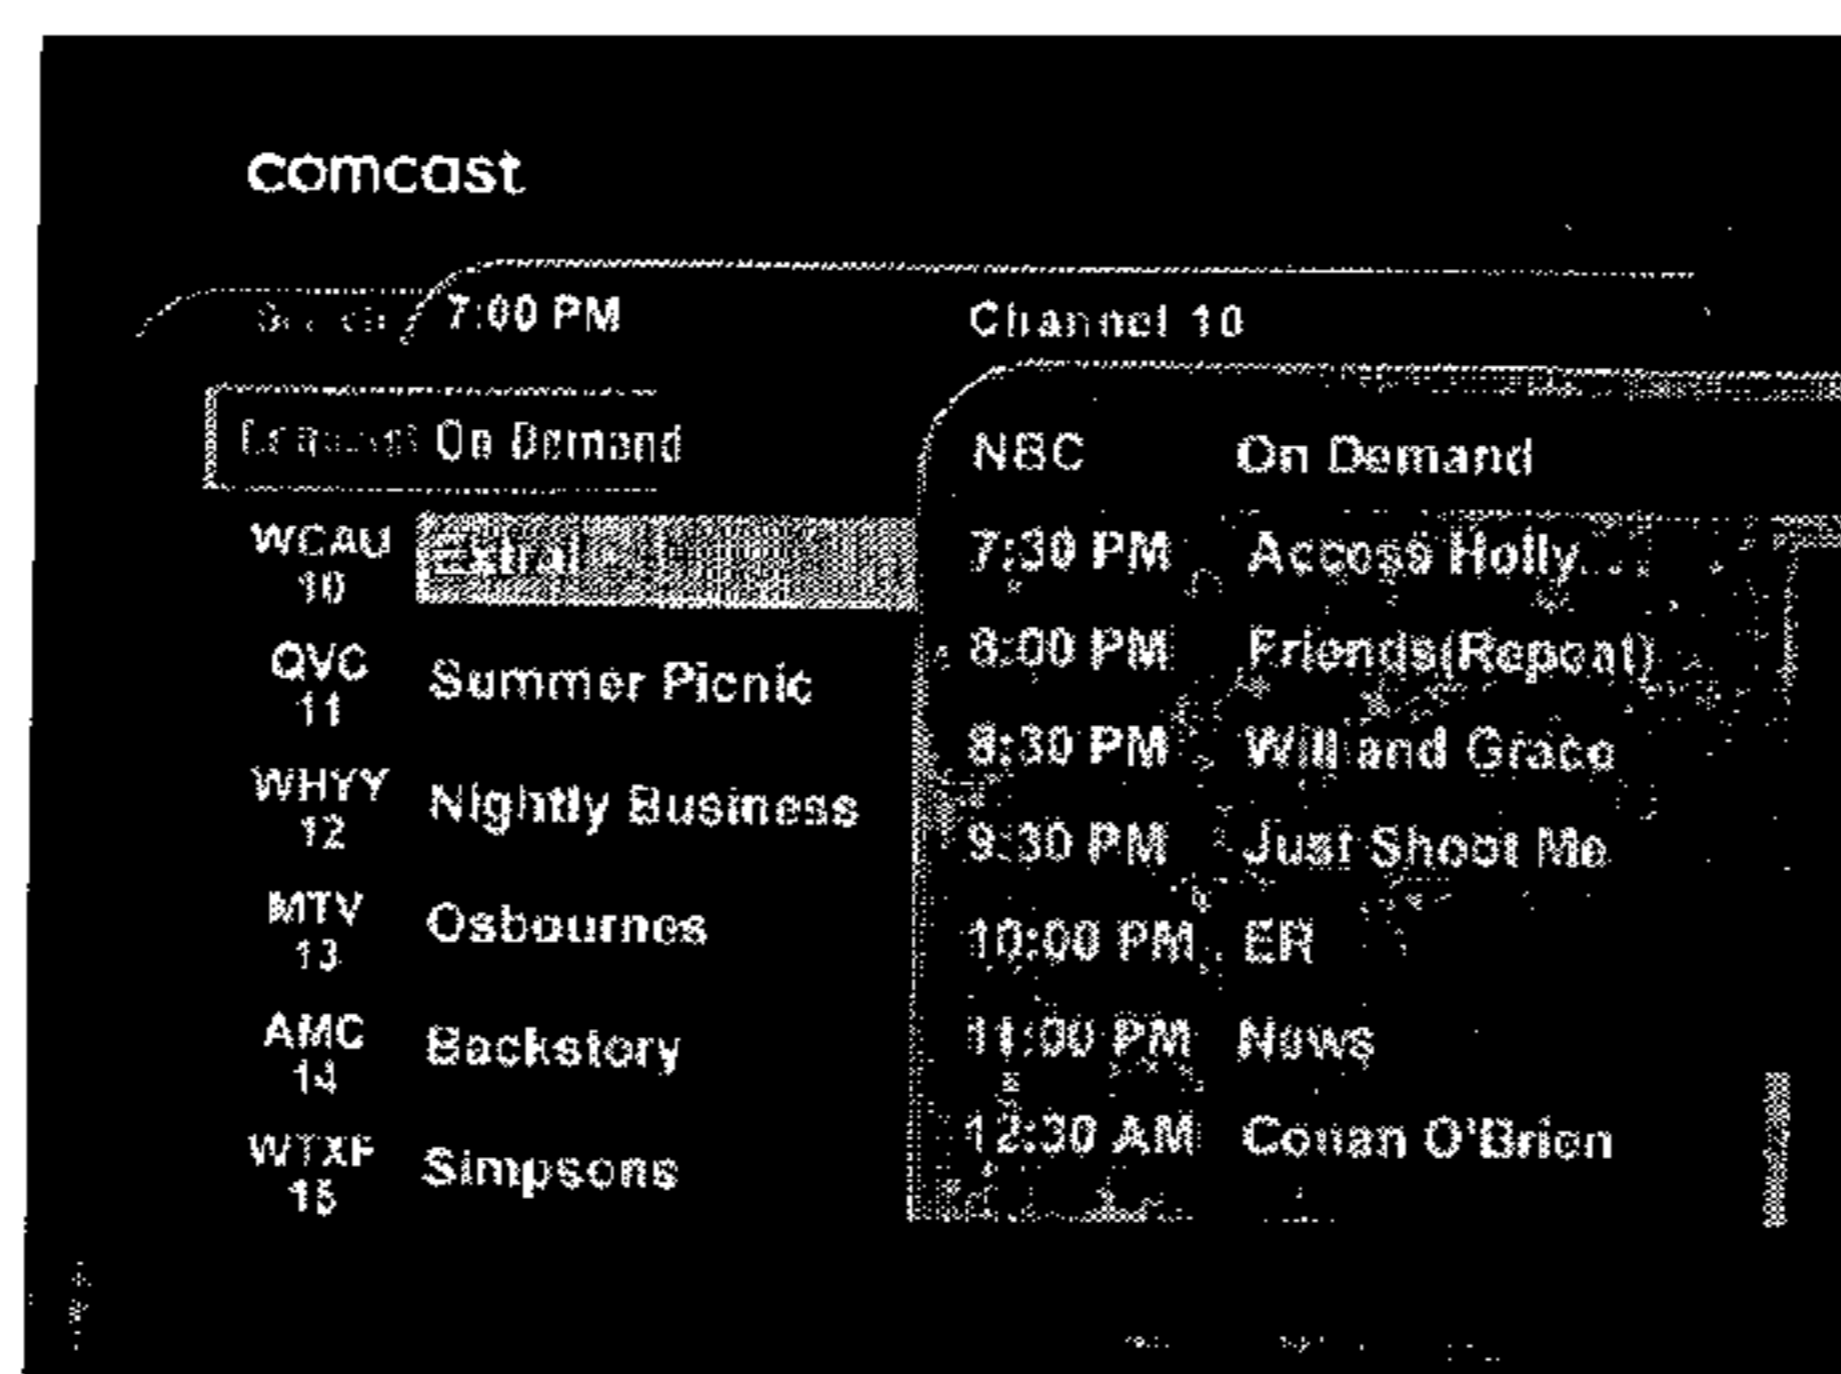 comcast
Search 7:00 PM Channel 10
On Demand
NBC On Demand
WCAU 10 Extra!
7:30 PM Access Holly...
QVC 11 Summer Picnic
8:00 PM Friends(Repeat)
WHYY 12 Nightly Business
8:30 PM Will and Grace
9:30 PM Just Shoot Me
MTV 13 Osbournes
10:00 PM ER
AMC 14 Backstory
11:00 PM News
WTXF 15 Simpsons
12:30 AM Conan O'Brien